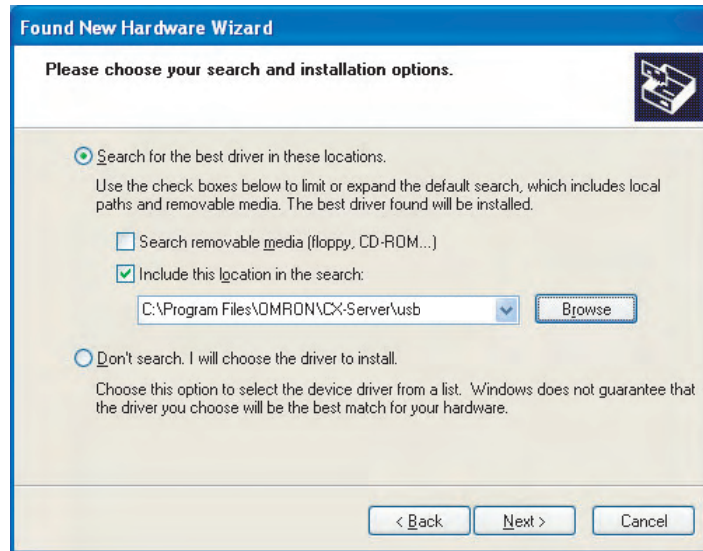 Found New Hardware Wizard
Please choose your search and installation options.
Search for the best driver in these locations.
Use the check boxes below to limit or expand the default search, which includes local
paths and removable media. The best driver found will be installed.
Search removable media (floppy, CD-ROM...)
Include this location in the search:
C:\Program Files\OMRON\CX-Server\usb
Browse
Don't search. I will choose the driver to install.
Choose this option to select the device driver from a list. Windows does not guarantee that
the driver you choose will be the best match for your hardware.
< Back Next > Cancel